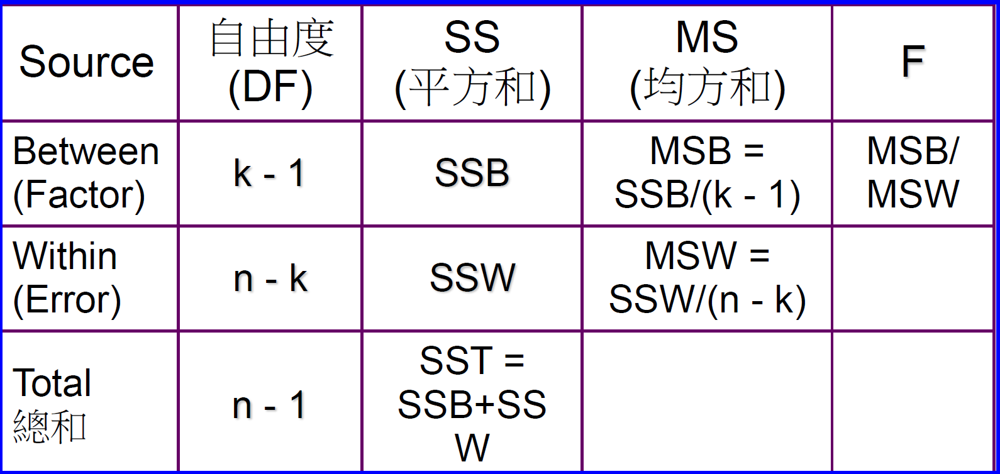 Source
自由度
(DF)
SS
(平方和)
MS
(均方和)
F
Between
(Factor)
k - 1
SSB
MSB =
SSB/(k - 1)
MSB/
MSW
Within
(Error)
n - k
SSW
MSW =
SSW/(n - k)
Total
總和
n - 1
SST =
SSB+SS
W